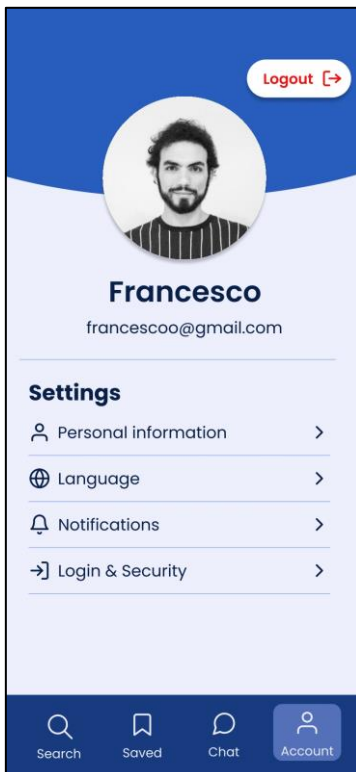 Logout
Francesco
francescoo@gmail.com
Settings
Personal information
Language
Notifications
Login & Security
Search Saved Chat Account